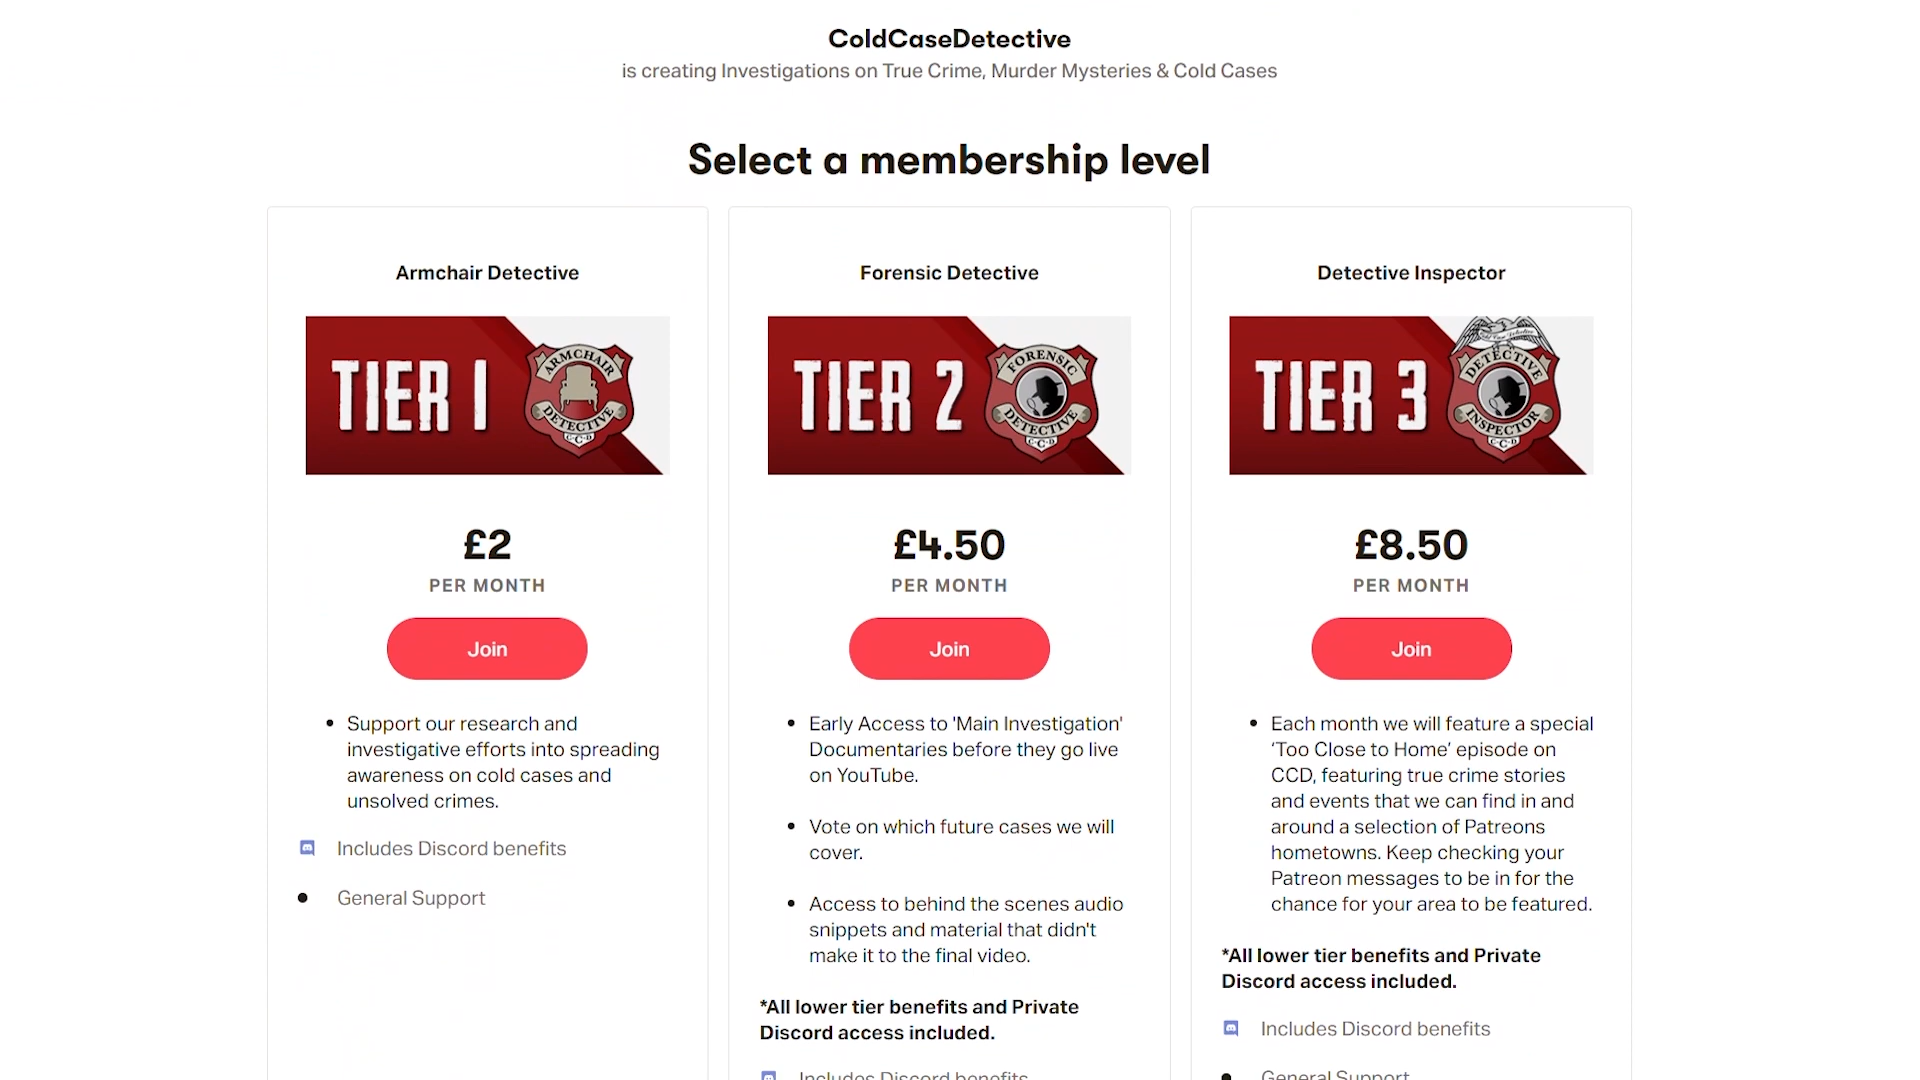 ColdCaseDetective
is creating Investigations on True Crime, Murder Mysteries & Cold Cases
Select a membership level
Armchair Detective
TIER 1
ARMCHAIR
DETECTIVE
C·C·D
£2
PER MONTH
Join
Support our research and
investigative efforts into spreading
awareness on cold cases and
unsolved crimes.
Includes Discord benefits
General Support
Forensic Detective
TIER 2
FORENSIC
DETECTIVE
C·C·D
£4.50
PER MONTH
Join
Early Access to 'Main Investigation'
Documentaries before they go live
on YouTube.
Vote on which future cases we will
cover.
Access to behind the scenes audio
snippets and material that didn't
make it to the final video.
*All lower tier benefits and Private
Discord access included.
Includes Discord benefits
Detective Inspector
TIER 3
Cold Case Detective
DETECTIVE
INSPECTOR
C·C·D
£8.50
PER MONTH
Join
Each month we will feature a special
‘Too Close to Home’ episode on
CCD, featuring true crime stories
and events that we can find in and
around a selection of Patreons
hometowns. Keep checking your
Patreon messages to be in for the
chance for your area to be featured.
*All lower tier benefits and Private
Discord access included.
Includes Discord benefits
General Support